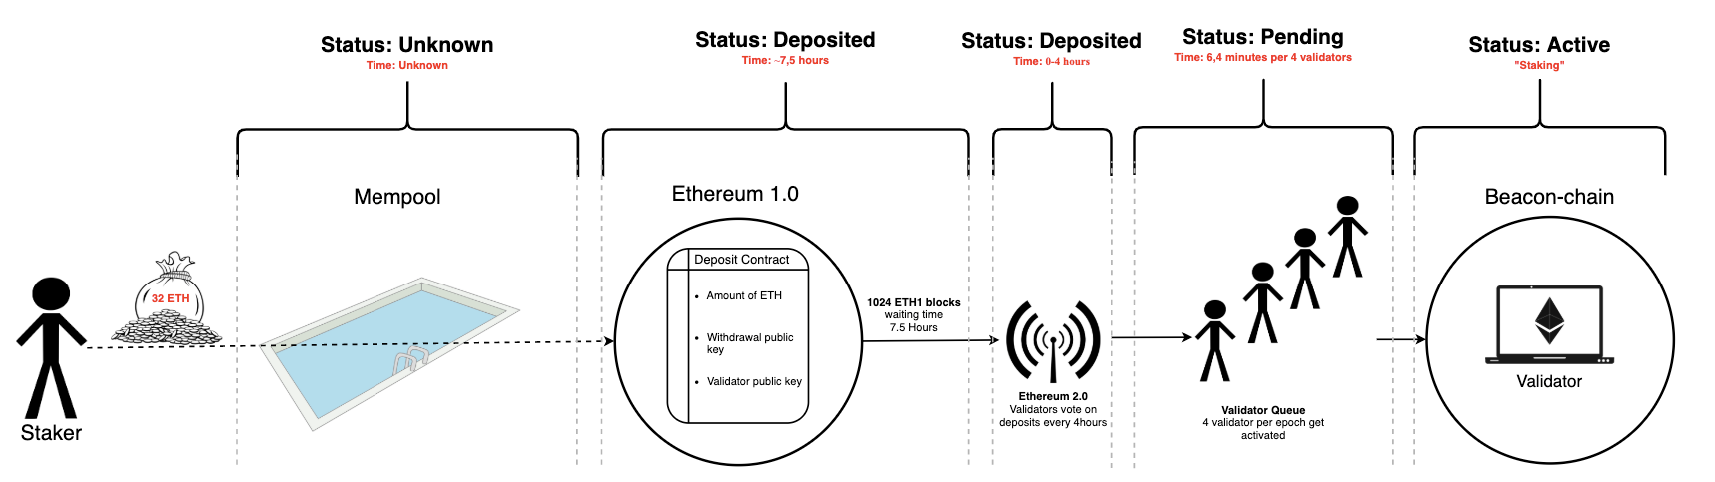 Status: Unknown
Time: Unknown
Status: Deposited
Time: ~7,5 hours
Status: Deposited
Time: 0-4 hours
Status: Pending
Time: 6,4 minutes per 4 validators
Status: Active
"Staking"
Mempool
Ethereum 1.0
Beacon-chain
32 ETH
Staker
Deposit Contract
• Amount of ETH
• Withdrawal public
key
• Validator public key
1024 ETH1 blocks
waiting time
7.5 Hours
Ethereum 2.0
Validators vote on
deposits every 4hours
Validator Queue
4 validator per epoch get
activated
Validator